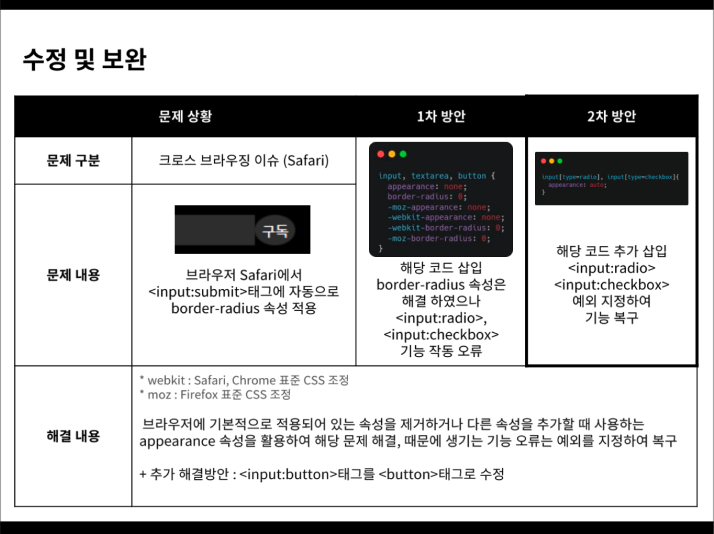 수정 및 보완
문제 상황
1차 방안
2차 방안
문제 구분
크로스 브라우징 이슈 (Safari)
문제 내용
구독
브라우저 Safari에서
<input:submit>태그에 자동으로
border-radius 속성 적용
input, textarea, button {
appearance: none;
border-radius: 0;
-moz-appearance: none;
-webkit-appearance: none;
-webkit-border-radius: 0;
-moz-border-radius: 0;
}
해당 코드 삽입
border-radius 속성은
해결 하였으나
<input:radio>,
<input:checkbox>
기능 작동 오류
input[type=radio], input[type=checkbox]{
appearance: auto;
}
해당 코드 추가 삽입
<input:radio>
<input:checkbox>
예외 지정하여
기능 복구
해결 내용
* webkit : Safari, Chrome 표준 CSS 조정
* moz : Firefox 표준 CSS 조정
브라우저에 기본적으로 적용되어 있는 속성을 제거하거나 다른 속성을 추가할 때 사용하는
appearance 속성을 활용하여 해당 문제 해결, 때문에 생기는 기능 오류는 예외를 지정하여 복구
+ 추가 해결방안 : <input:button>태그를 <button>태그로 수정